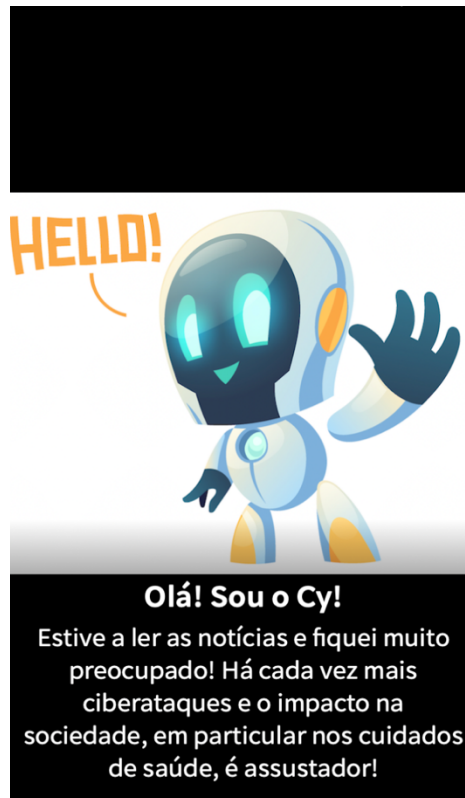 HELLO!
Olá! Sou o Cy!
Estive a ler as notícias e fiquei muito
preocupado! Há cada vez mais
ciberataques e o impacto na
sociedade, em particular nos cuidados
de saúde, é assustador!